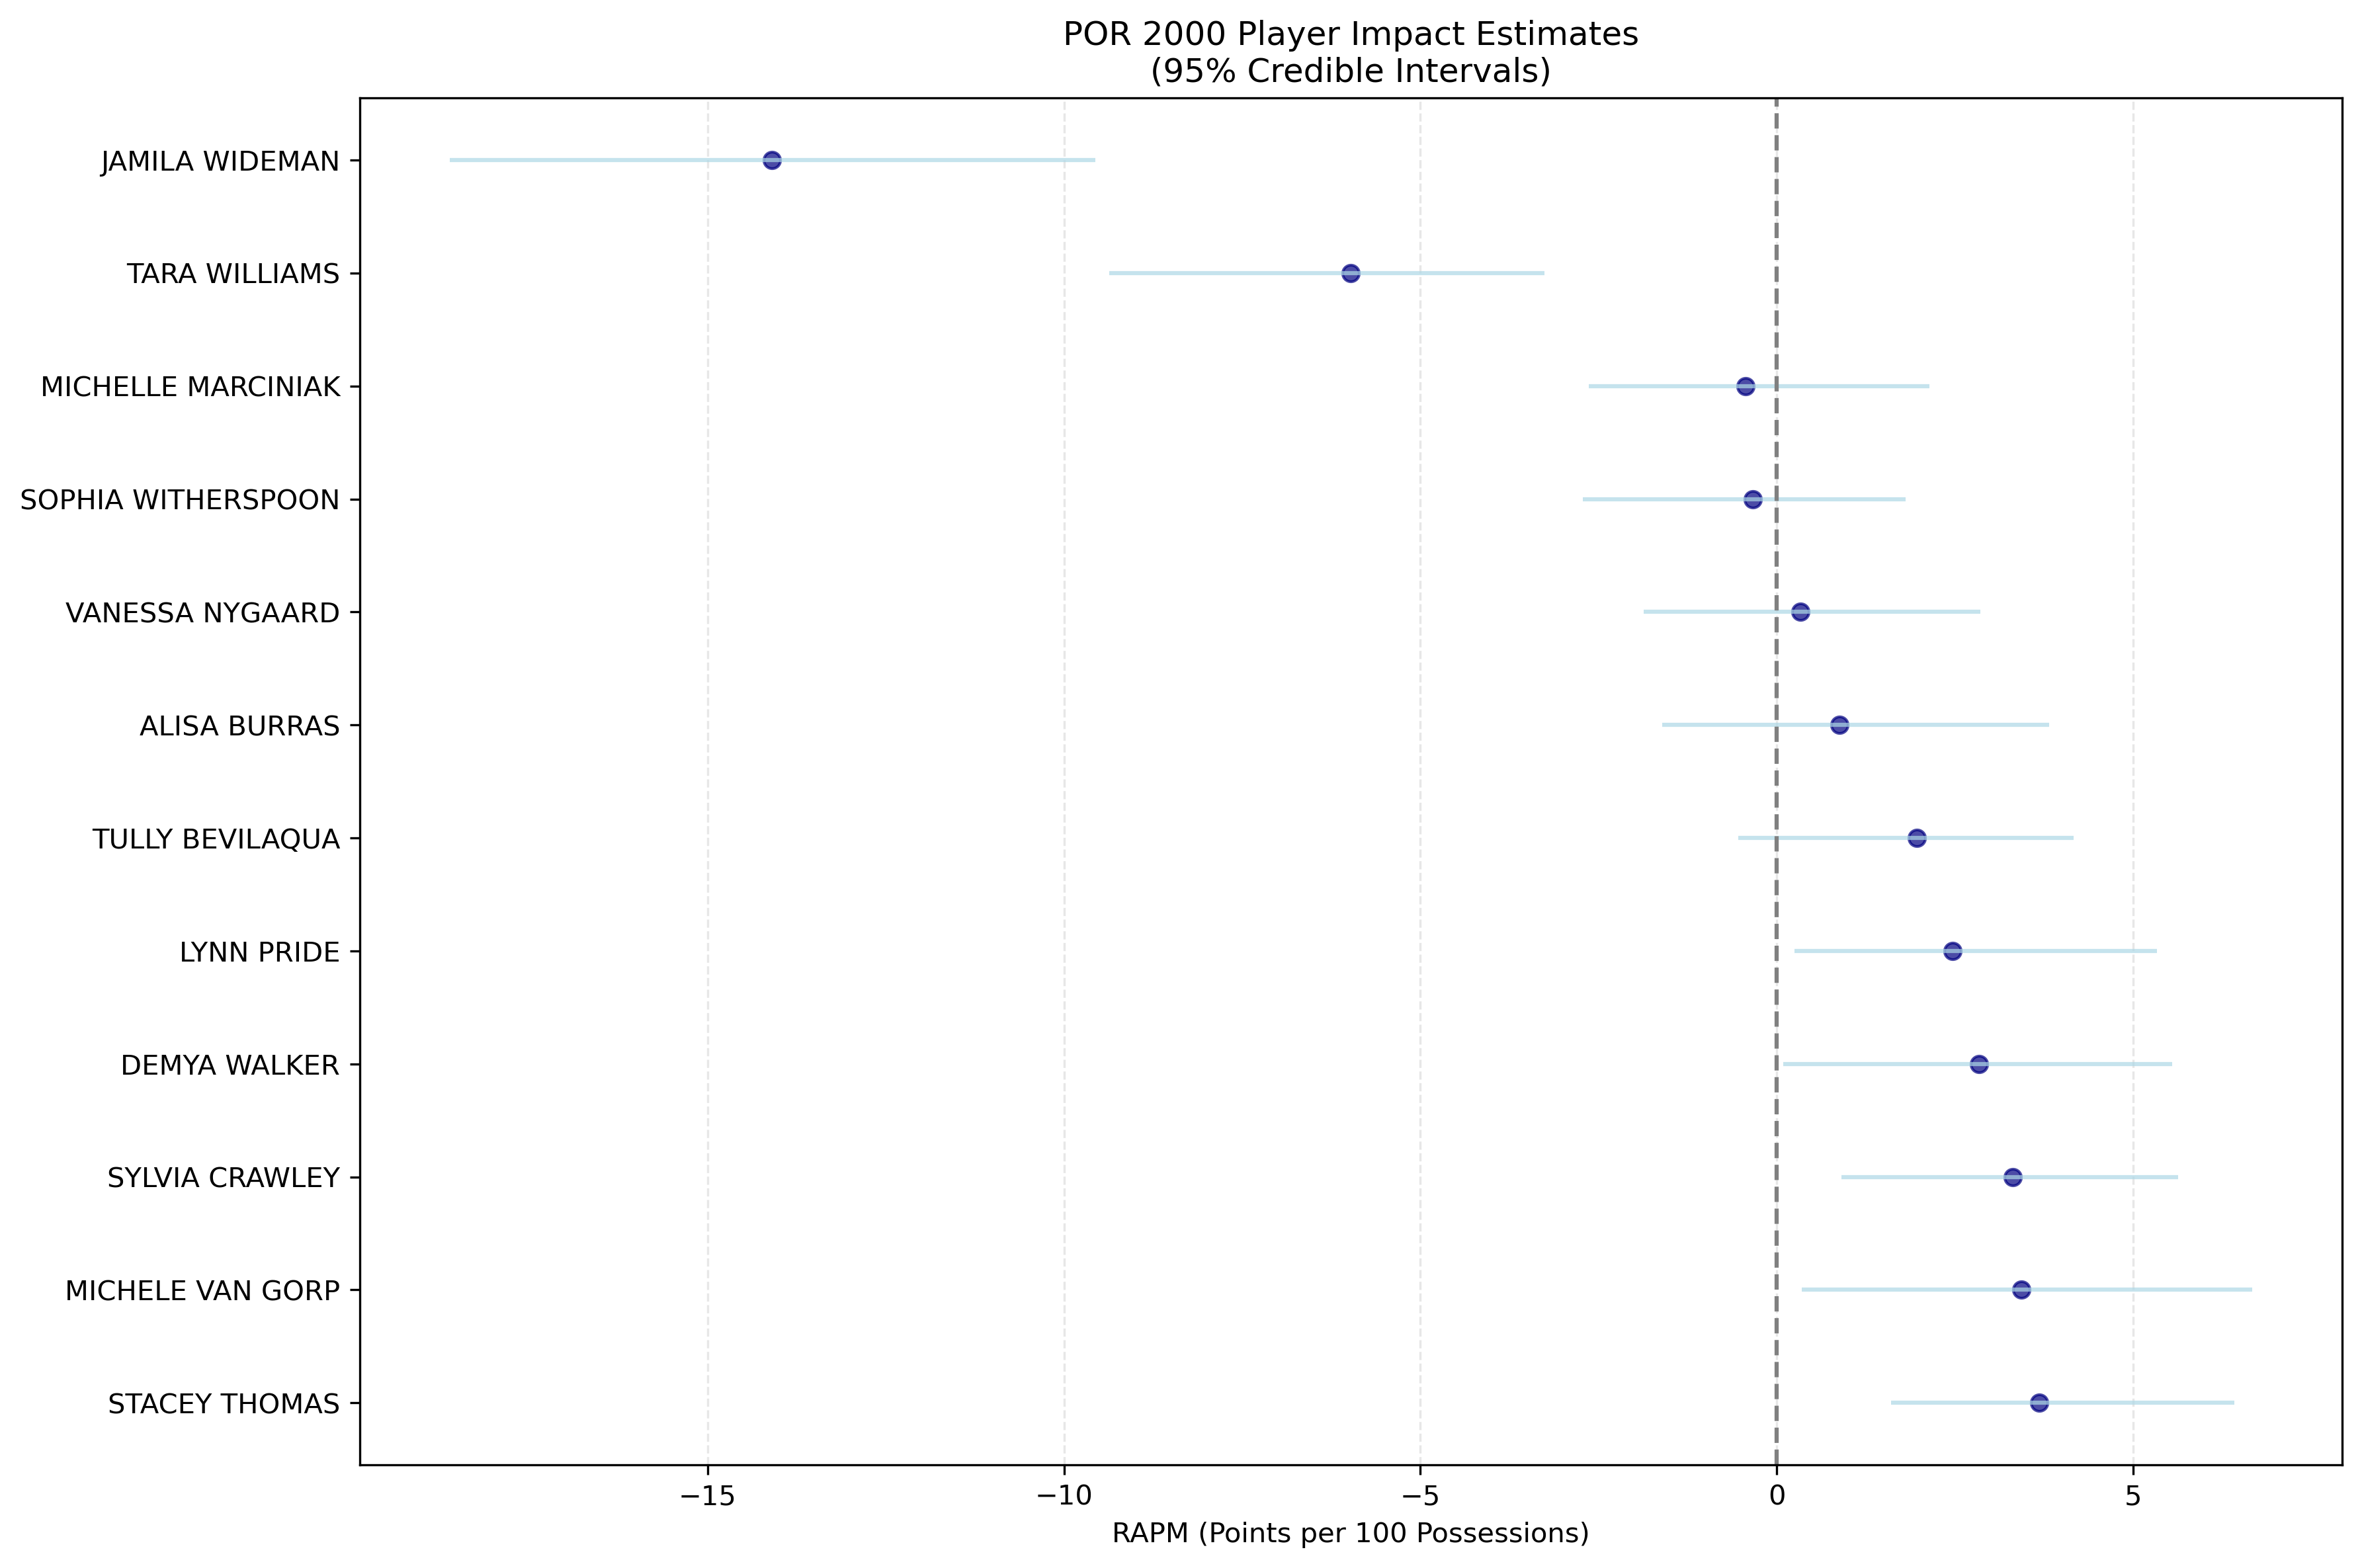 POR 2000 Player Impact Estimates
(95% Credible Intervals)
JAMILA WIDEMAN
TARA WILLIAMS
MICHELLE MARCINIAK
SOPHIA WITHERSPOON
VANESSA NYGAARD
ALISA BURRAS
TULLY BEVILAQUA
LYNN PRIDE
DEMYA WALKER
SYLVIA CRAWLEY
MICHELE VAN GORP
STACEY THOMAS
−15 −10 −5 0 5
RAPM (Points per 100 Possessions)